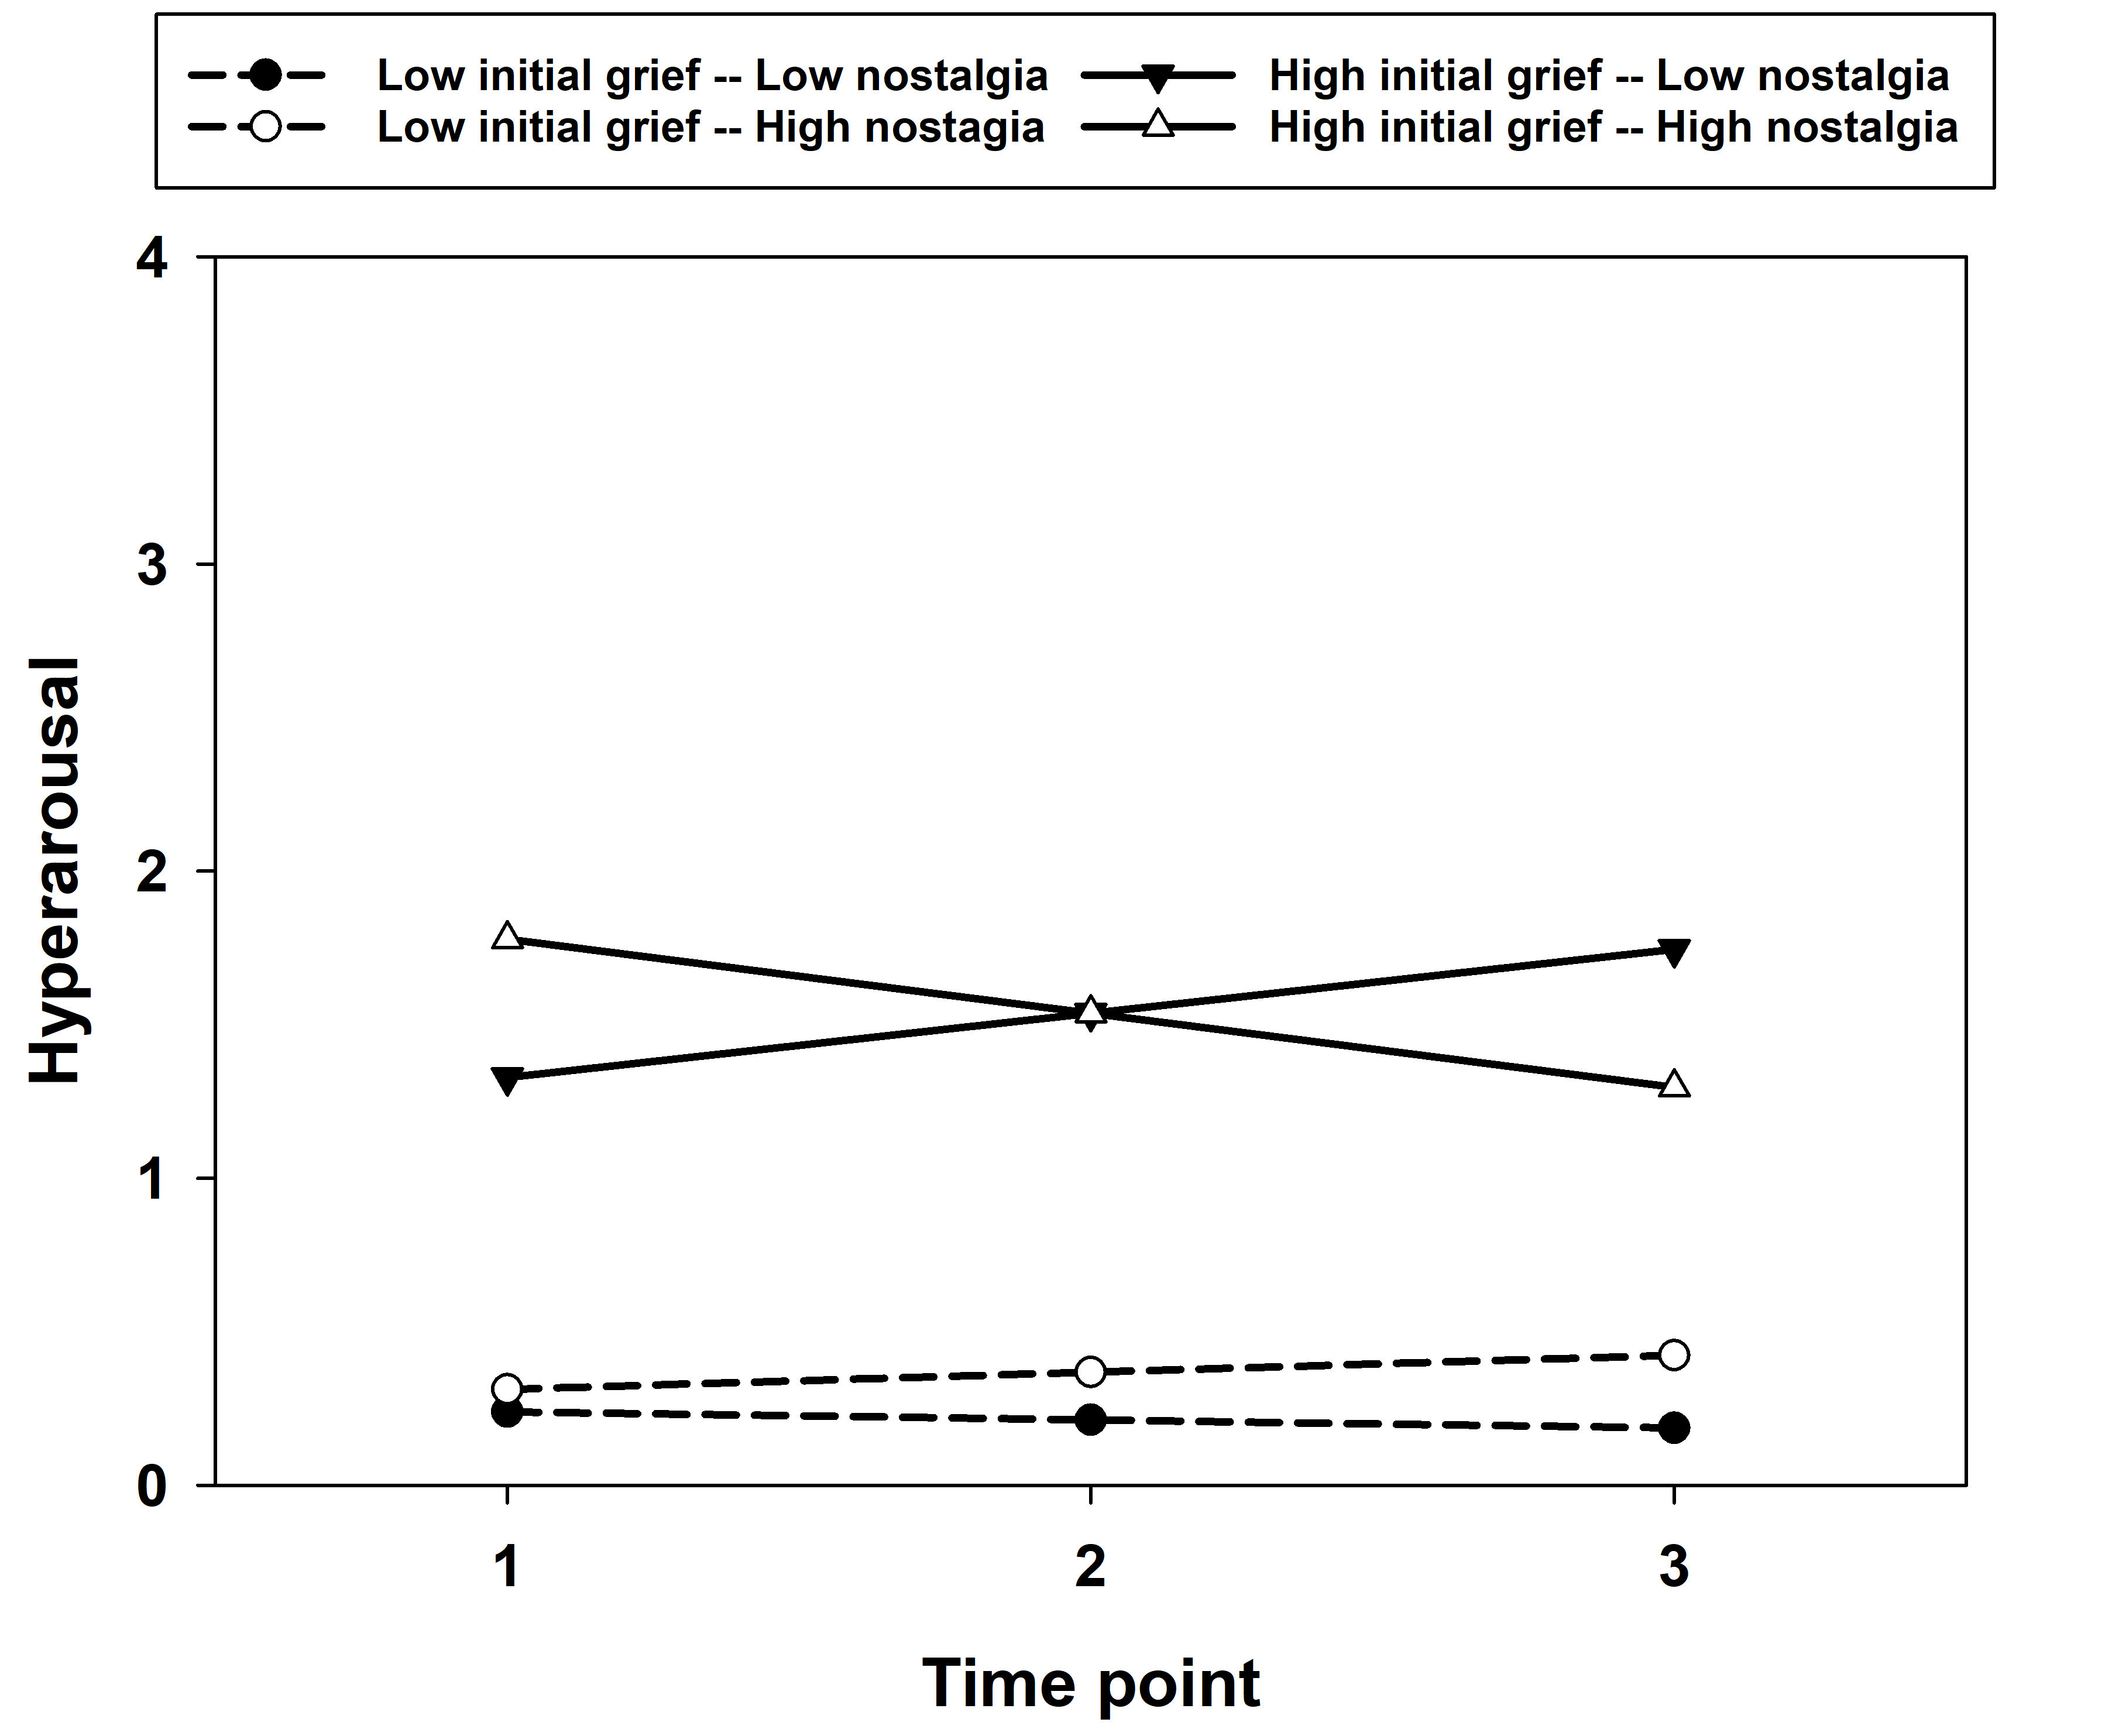 Low initial grief -- Low nostalgia
High initial grief -- Low nostalgia
Low initial grief -- High nostagia
High initial grief -- High nostalgia
4
3
2
1
0
Hyperarousal
1 2 3
Time point